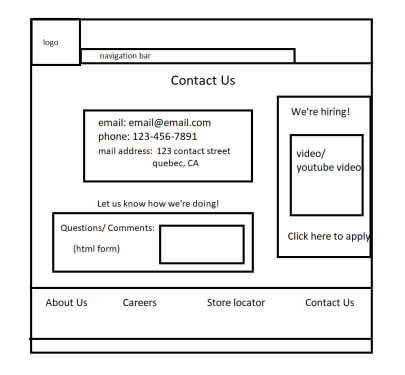 logo
navigation bar
Contact Us
email: email@email.com
phone: 123-456-7891
mail address: 123 contact street
quebec, CA
We're hiring!
video/
youtube video
Click here to apply
Let us know how we're doing!
Questions/ Comments:
(html form)
About Us Careers Store locator Contact Us